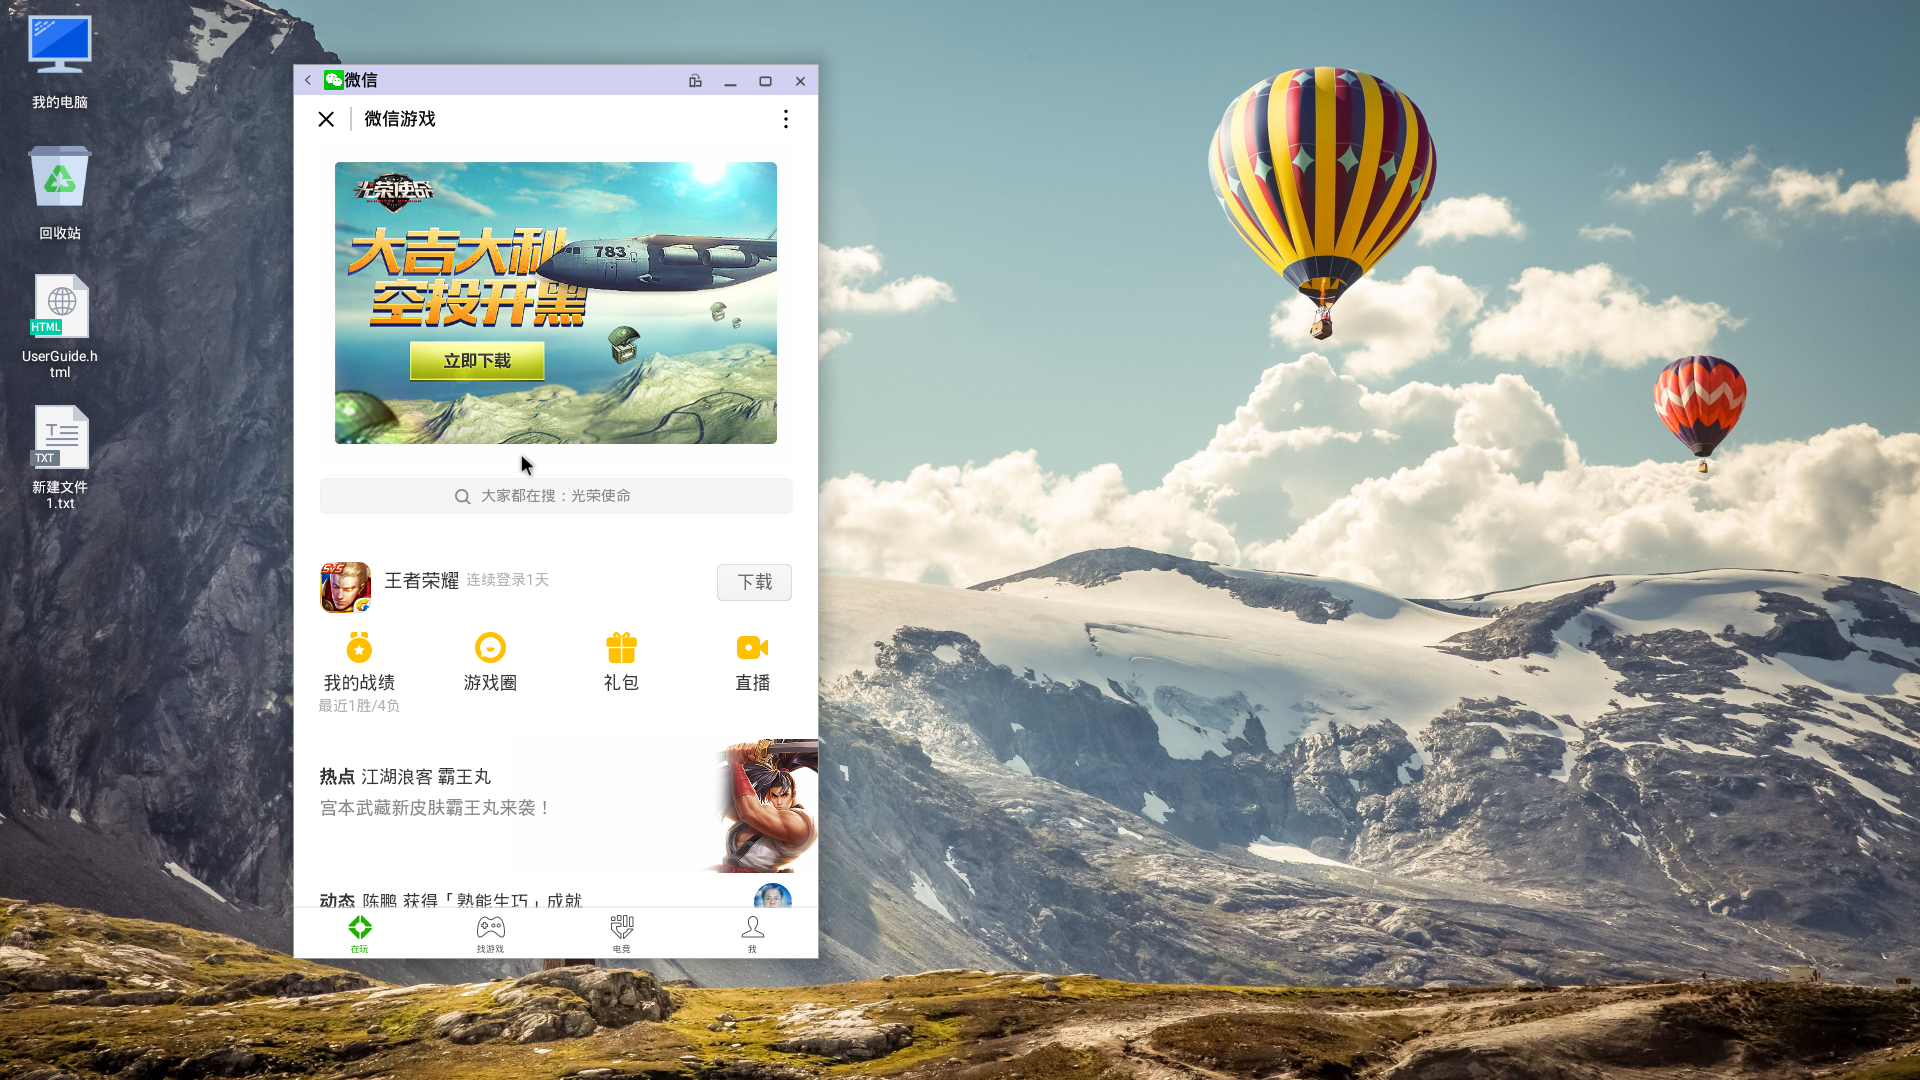 我的电脑
回收站
HTML
UserGuide.h
tml
TXT
新建文件
1.txt
微信
微信游戏
光荣使命
大吉大利
783
空投开黑
立即下载
大家都在搜：光荣使命
5V5
王者荣耀 连续登录1天
下载
我的战绩
最近1胜/4负
游戏圈
礼包
直播
热点 江湖浪客 霸王丸
宫本武藏新皮肤霸王丸来袭！
动态 陈鹏 获得「熟能生巧」成就
在玩
找游戏
电竞
我